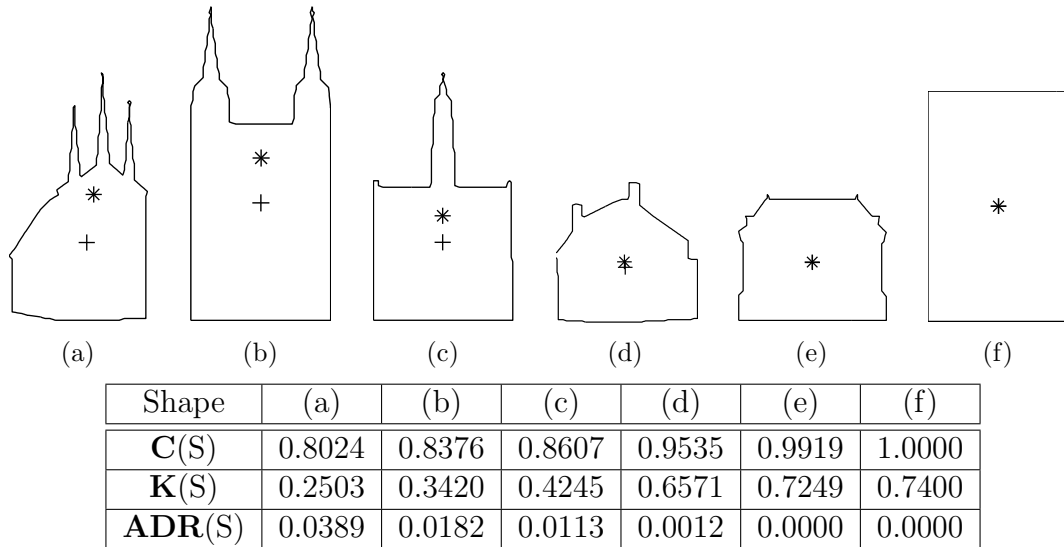 (a) (b) (c) (d) (e) (f)
Shape (a) (b) (c) (d) (e) (f)
C(S) 0.8024 0.8376 0.8607 0.9535 0.9919 1.0000
K(S) 0.2503 0.3420 0.4245 0.6571 0.7249 0.7400
ADR(S) 0.0389 0.0182 0.0113 0.0012 0.0000 0.0000